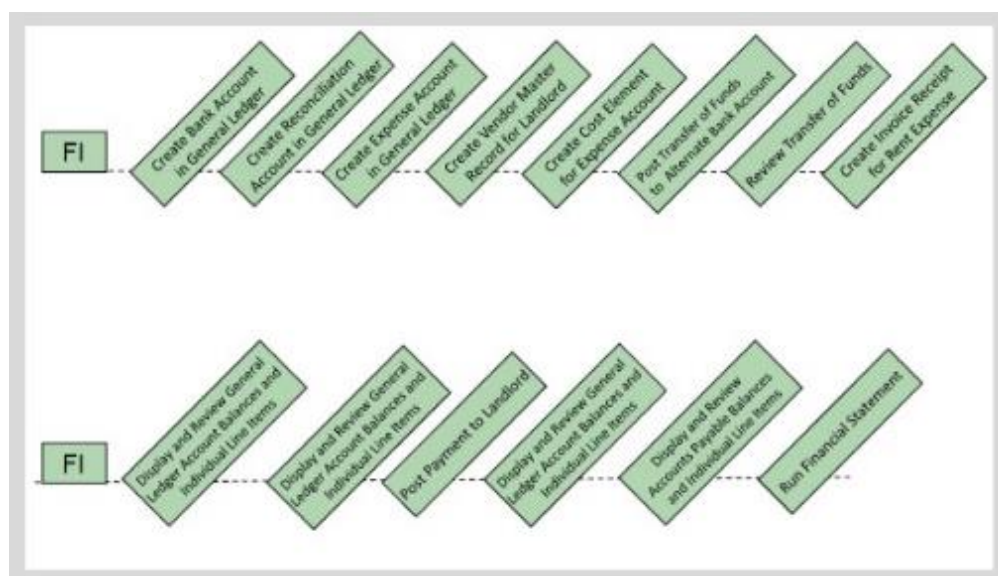 FI
Create Bank Account
in General Ledger
Create Reconciliation
Account in General Ledger
Create Expense Account
in General Ledger
Create Vendor Master
Record for Landlord
Create Cost Element
for Expense Account
Post Transfer of Funds
to Alternate Bank Account
Review Transfer of Funds
Create Invoice Receipt
for Rent Expense
FI
Display and Review General
Ledger Account Balances and
Individual Line Items
Display and Review General
Ledger Account Balances and
Individual Line Items
Post Payment to Landlord
Display and Review General
Ledger Account Balances and
Individual Line Items
Display and Review
Accounts Payable Balances
and Individual Line Items
Run Financial Statement